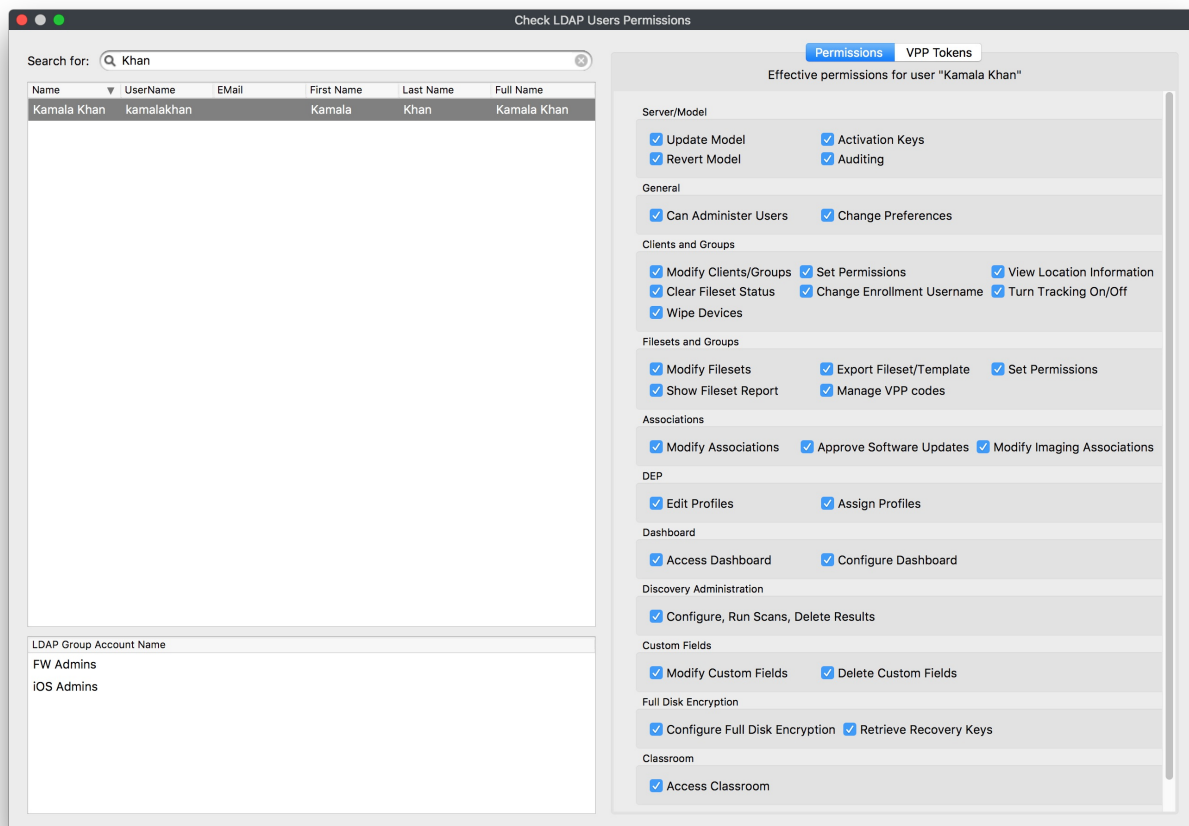 Check LDAP Users Permissions
Search for: Khan
Name UserName EMail First Name Last Name Full Name
Kamala Khan kamalakhan Kamala Khan Kamala Khan
LDAP Group Account Name
FW Admins
iOS Admins
Permissions VPP Tokens
Effective permissions for user "Kamala Khan"
Server/Model
Update Model Activation Keys
Revert Model Auditing
General
Can Administer Users Change Preferences
Clients and Groups
Modify Clients/Groups Set Permissions View Location Information
Clear Fileset Status Change Enrollment Username Turn Tracking On/Off
Wipe Devices
Filesets and Groups
Modify Filesets Export Fileset/Template Set Permissions
Show Fileset Report Manage VPP codes
Associations
Modify Associations Approve Software Updates Modify Imaging Associations
DEP
Edit Profiles Assign Profiles
Dashboard
Access Dashboard Configure Dashboard
Discovery Administration
Configure, Run Scans, Delete Results
Custom Fields
Modify Custom Fields Delete Custom Fields
Full Disk Encryption
Configure Full Disk Encryption Retrieve Recovery Keys
Classroom
Access Classroom